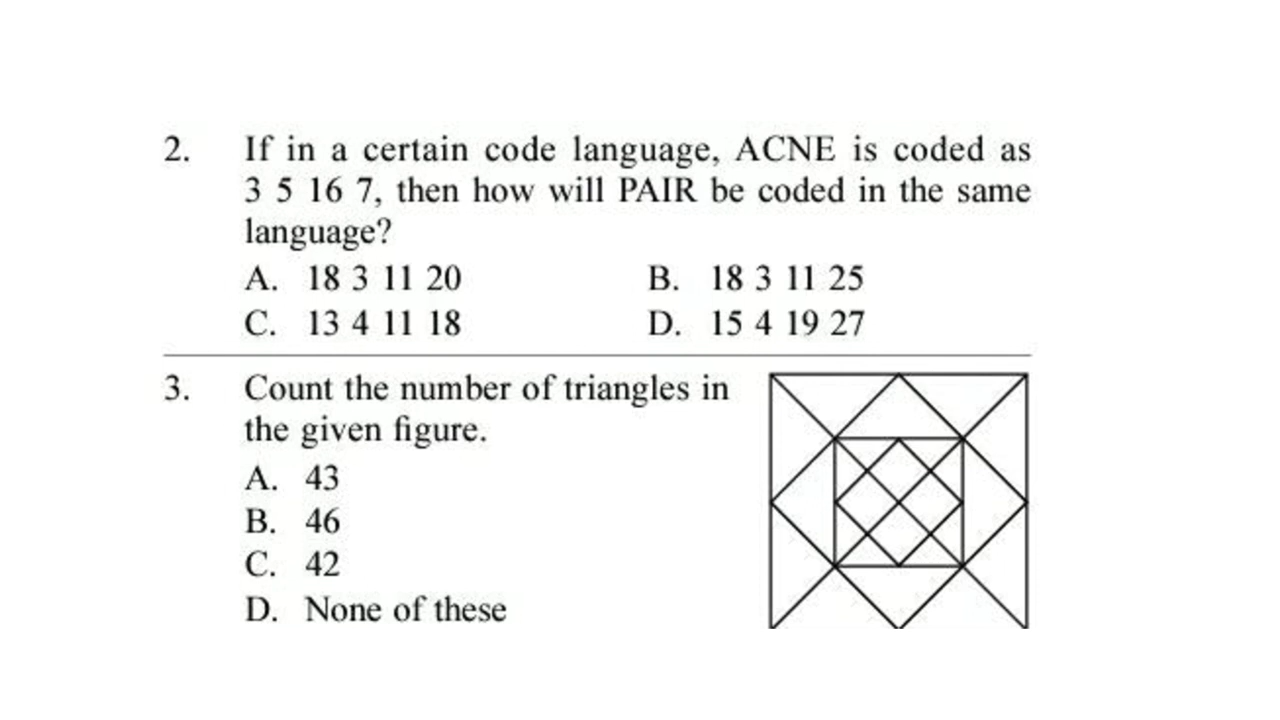 2. If in a certain code language, ACNE is coded as
3 5 16 7, then how will PAIR be coded in the same
language?
A. 18 3 11 20 B. 18 3 11 25
C. 13 4 11 18 D. 15 4 19 27
3. Count the number of triangles in
the given figure.
A. 43
B. 46
C. 42
D. None of these